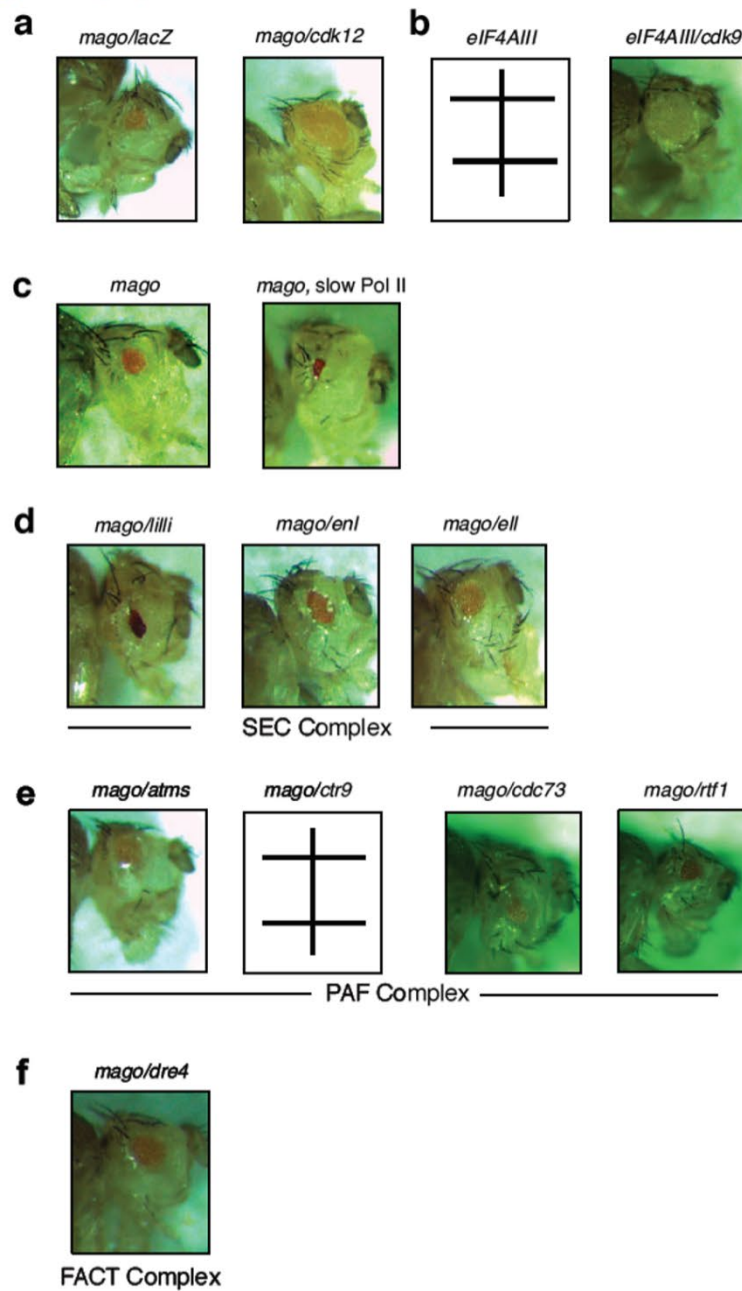 a
mago/lacZ
mago/cdk12
b
eIF4AIII
eIF4AIII/cdk9
c
mago
mago, slow Pol II
d
mago/lilli
mago/enl
mago/ell
SEC Complex
e
mago/atms
mago/ctr9
mago/cdc73
mago/rtf1
PAF Complex
f
mago/dre4
FACT Complex